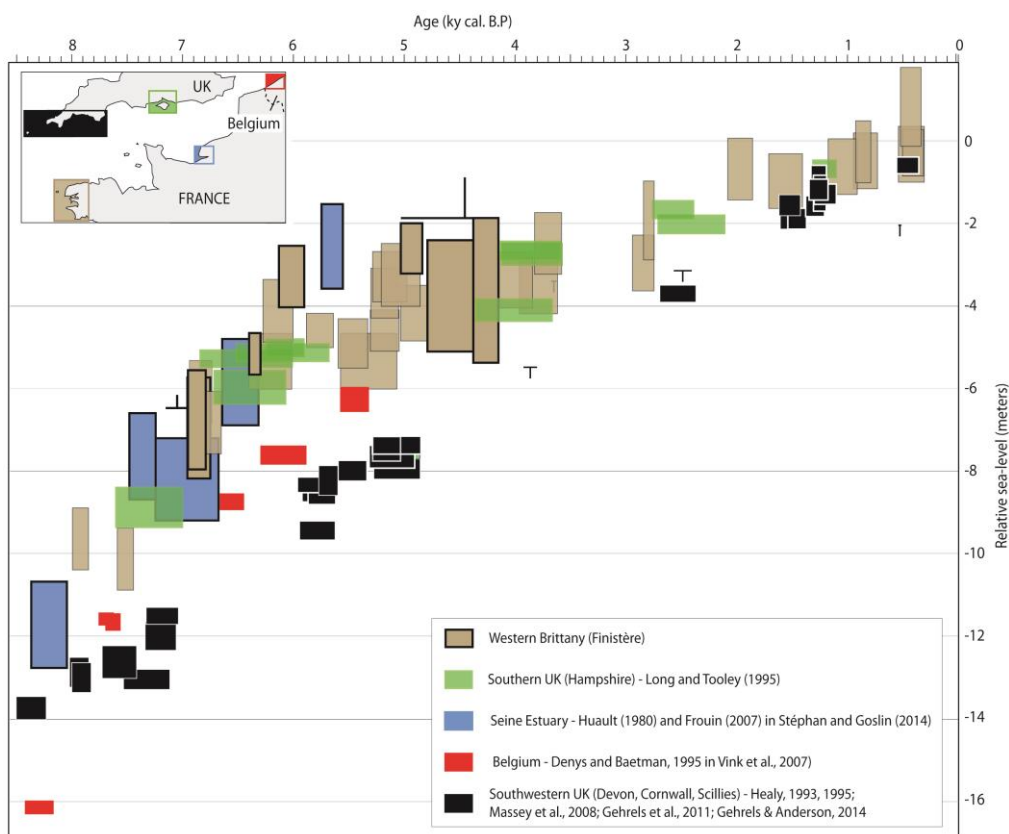 Age (ky cal. B.P)
8 7 6 5 4 3 2 1 0
UK
Belgium
FRANCE
0
-2
-4
-6
-8
-10
-12
-14
-16
Relative sea-level (meters)
Western Brittany (Finistère)
Southern UK (Hampshire) - Long and Tooley (1995)
Seine Estuary - Huault (1980) and Frouin (2007) in Stéphan and Goslin (2014)
Belgium - Denys and Baetman, 1995 in Vink et al., 2007)
Southwestern UK (Devon, Cornwall, Scillies) - Healy, 1993, 1995;
Massey et al., 2008; Gehrels et al., 2011; Gehrels & Anderson, 2014